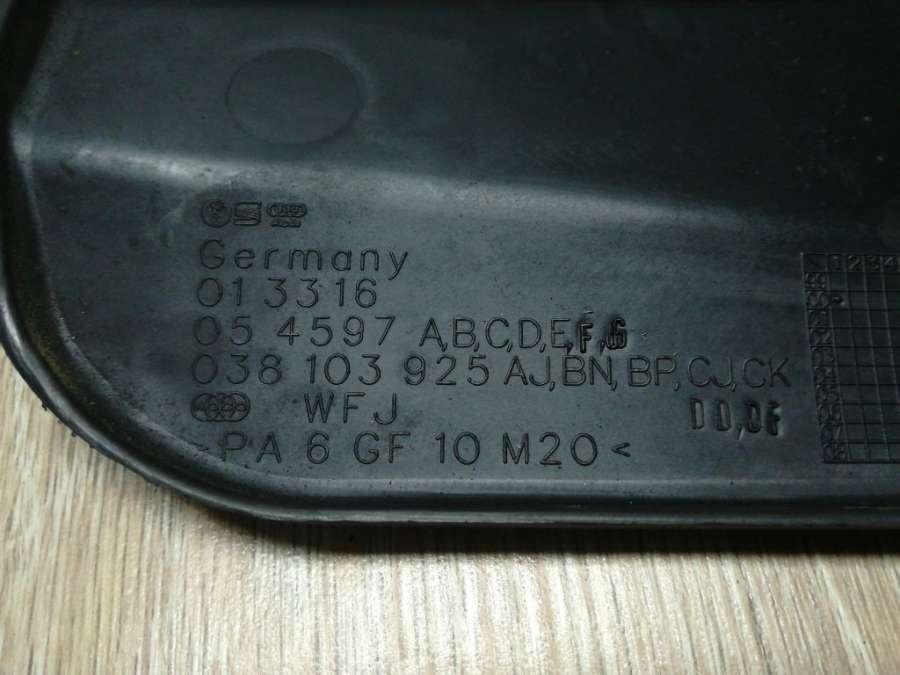 Germany
01 3316
05 4597 A,B,C,D,E,F,G
038 103 925 AJ,BN,BP,CJ,CK
WFJ DD,DF
>PA 6 GF 10 M20<